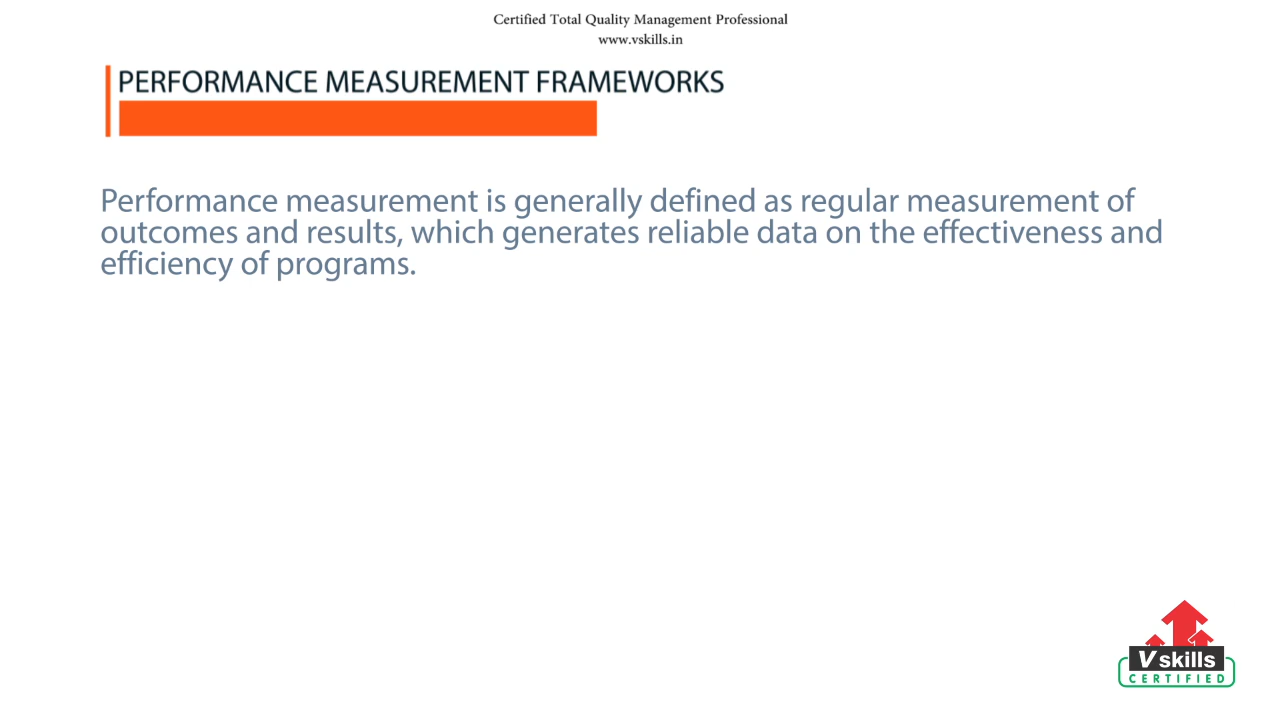 Certified Total Quality Management Professional
www.vskills.in
PERFORMANCE MEASUREMENT FRAMEWORKS
Performance measurement is generally defined as regular measurement of
outcomes and results, which generates reliable data on the effectiveness and
efficiency of programs.
Vskills
CERTIFIED